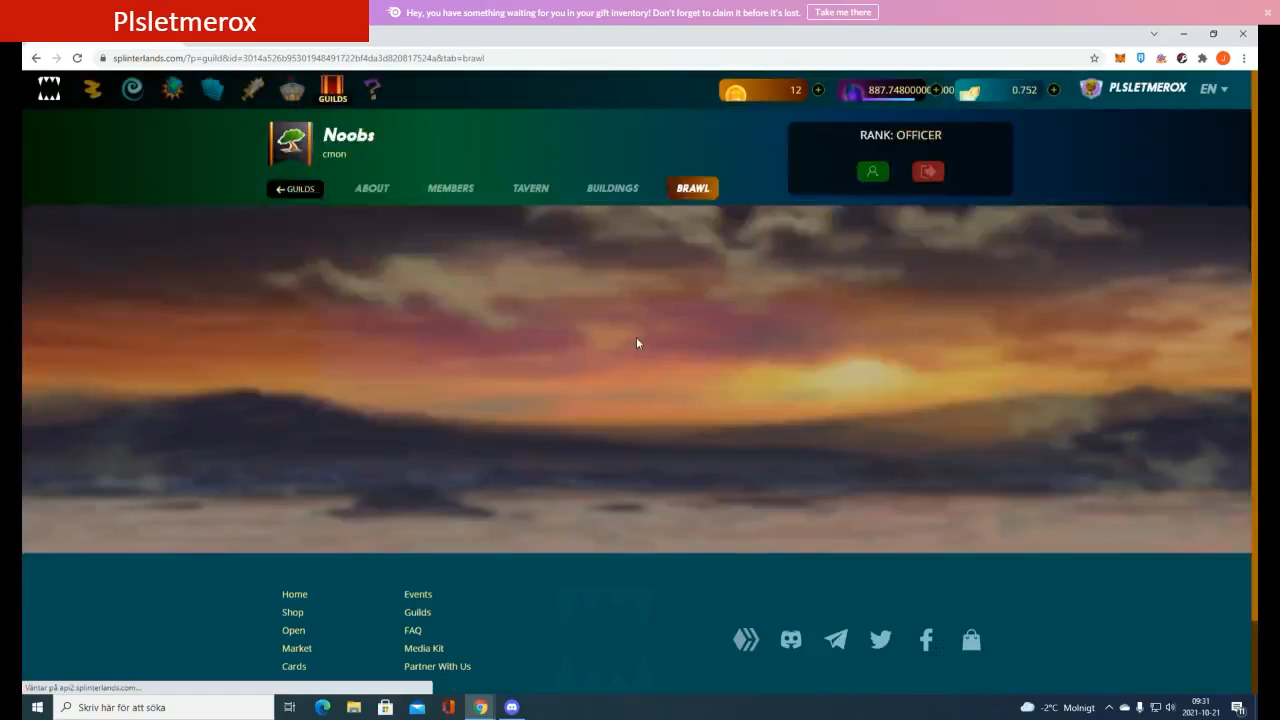 Plsletmerox
Hey, you have something waiting for you in your gift inventory! Don't forget to claim it before it's lost. Take me there
splinterlands.com/?p=guild&id=3014a526b95301948491722bf4da3d820817524a&tab=brawl
GUILDS
12
887.74800000
00
0.752
PLSLETMEROX
EN
Noobs
cmon
RANK: OFFICER
GUILDS
ABOUT
MEMBERS
TAVERN
BUILDINGS
BRAWL
Home
Shop
Open
Market
Cards
Events
Guilds
FAQ
Media Kit
Partner With Us
Väntar på api2.splinterlands.com...
Skriv här för att söka
-2°C Molnigt
09:31
2021-10-21